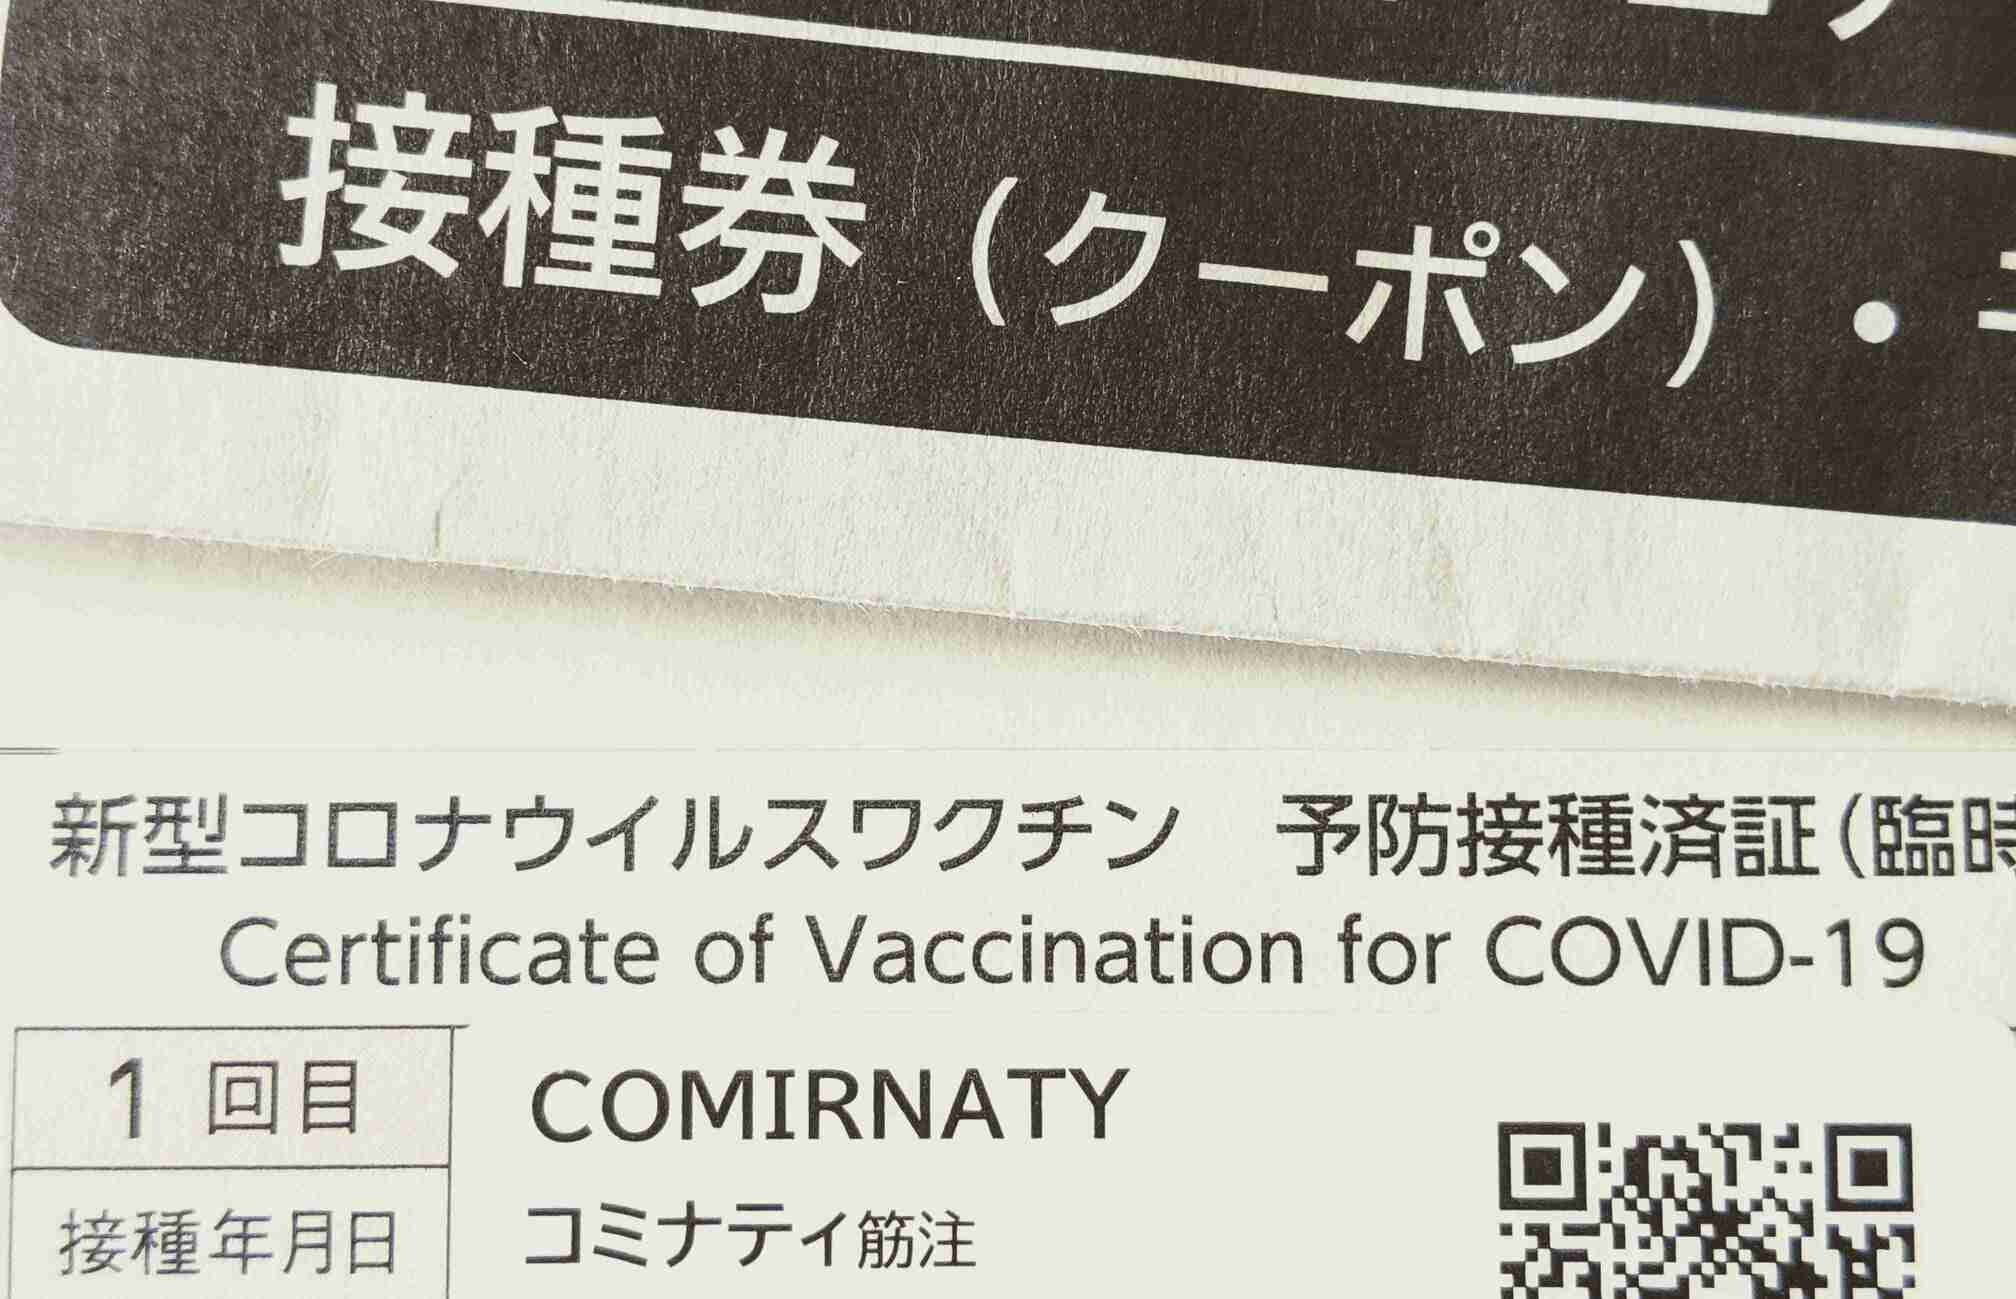 接種券（クーポン）・
新型コロナウイルスワクチン　予防接種済証（臨時
Certificate of Vaccination for COVID-19
1 回目
COMIRNATY
接種年月日
コミナティ筋注